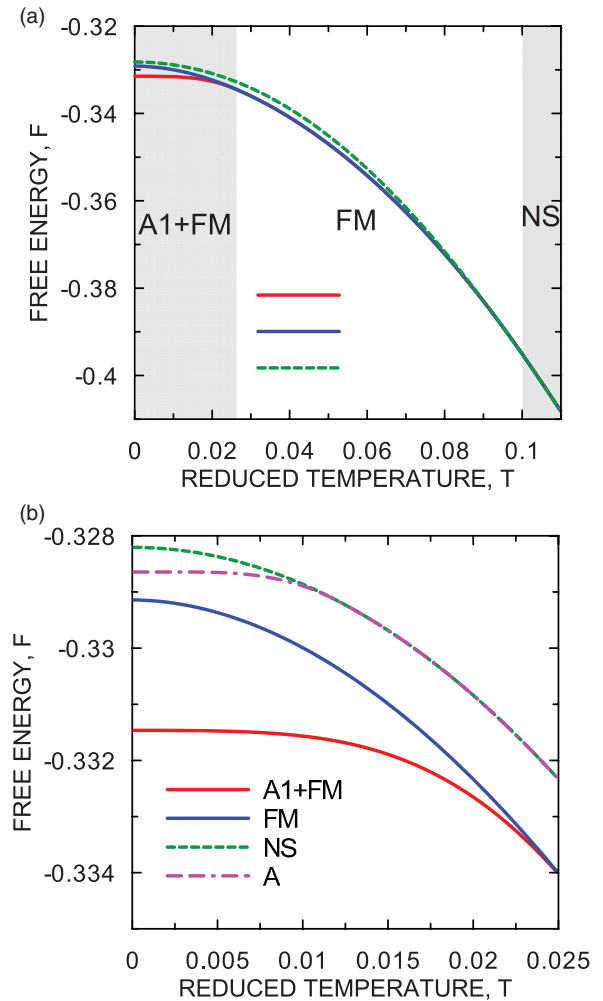 (a)
-0.32
-0.34
-0.36
-0.38
-0.4
FREE ENERGY, F
A1+FM
FM
NS
0 0.02 0.04 0.06 0.08 0.1
REDUCED TEMPERATURE, T
(b)
-0.328
-0.33
-0.332
-0.334
FREE ENERGY, F
A1+FM
FM
NS
A
0 0.005 0.01 0.015 0.02 0.025
REDUCED TEMPERATURE, T